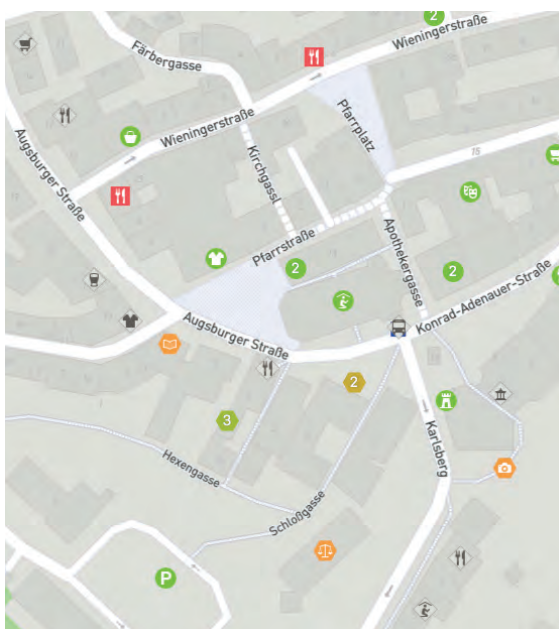 2
Wieningerstraße
Färbergasse
Wieningerstraße
Pfarrplatz
15
Augsburger Straße
Kirchgassl
Pfarrstraße
Apothekergasse
2
2
Konrad-Adenauer-Straße
Augsburger Straße
2
3
Karlsberg
Hexengasse
Schloßgasse
P